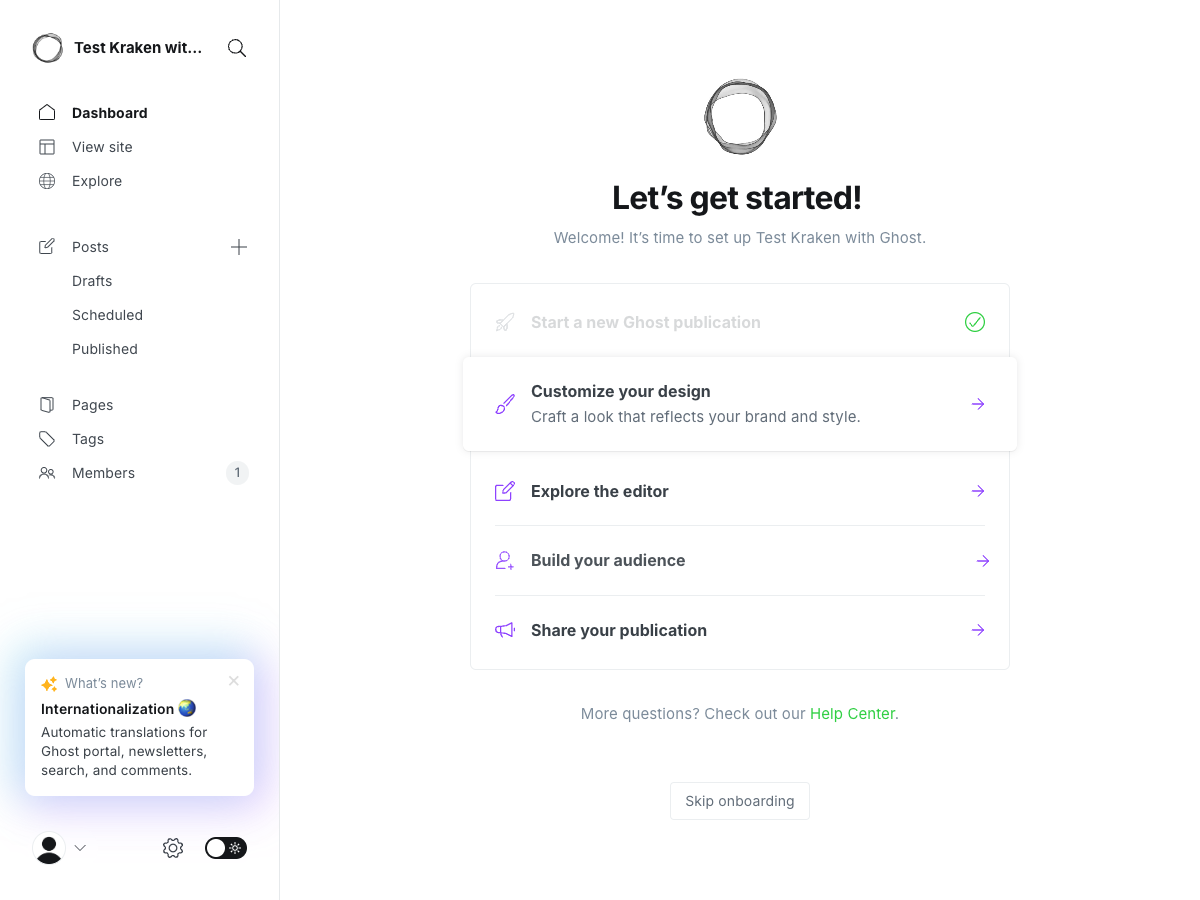 Test Kraken wit...
Dashboard
View site
Explore
Posts
Drafts
Scheduled
Published
Pages
Tags
Members
1
What's new?
Internationalization 🌏
Automatic translations for
Ghost portal, newsletters,
search, and comments.
Let's get started!
Welcome! It's time to set up Test Kraken with Ghost.
Start a new Ghost publication
Customize your design
Craft a look that reflects your brand and style.
Explore the editor
Build your audience
Share your publication
More questions? Check out our Help Center.
Skip onboarding